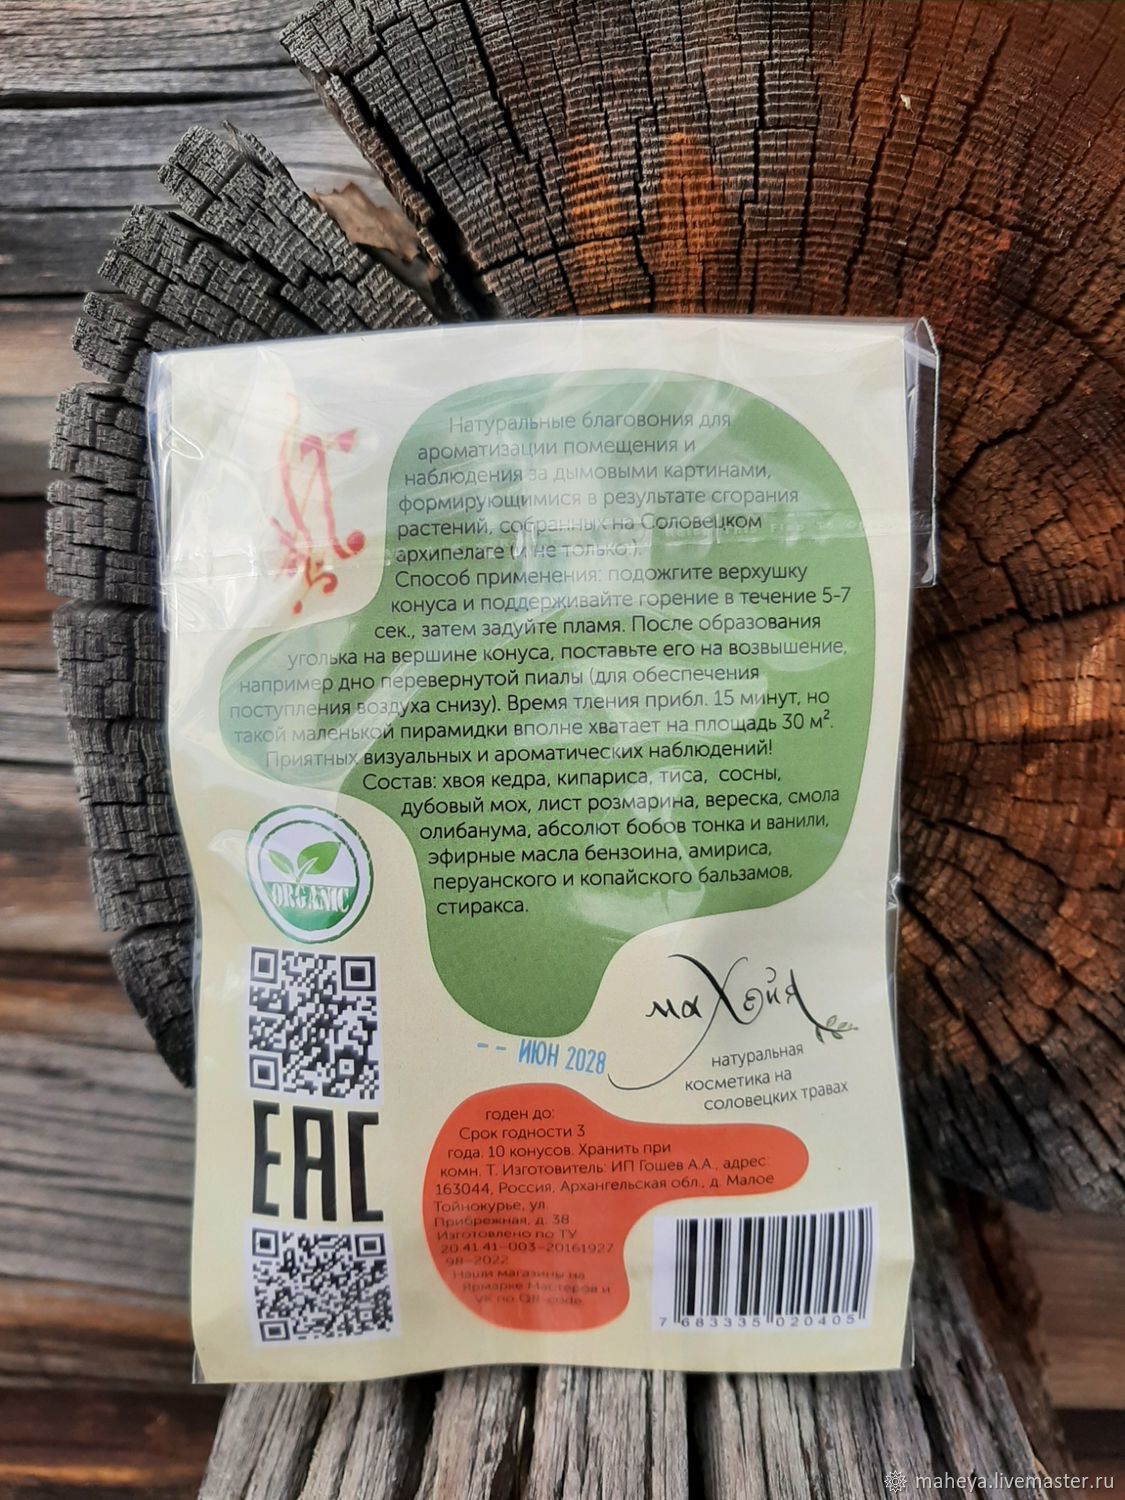 Натуральные благовония для
ароматизации помещения и
наблюдения за дымовыми картинами,
формирующимися в результате сгорания
растений, собранных на Соловецком
архипелаге (и не только ).
Способ применения: подожгите верхушку
конуса и поддерживайте горение в течение 5-7
сек., затем задуйте пламя. После образования
уголька на вершине конуса, поставьте его на возвышение,
например дно перевернутой пиалы (для обеспечения
поступления воздуха снизу). Время тления прибл. 15 минут, но
такой маленькой пирамидки вполне хватает на площадь 30 м².
Приятных визуальных и ароматических наблюдений!
Состав: хвоя кедра, кипариса, тиса, сосны,
дубовый мох, лист розмарина, вереска, смола
олибанума, абсолют бобов тонка и ванили,
эфирные масла бензоина, амириса,
перуанского и копайского бальзамов,
стиракса.
ORGANIC
маХейя
натуральная
косметика на
соловецких травах
-- ИЮН 2028
ЕАС
годен до:
Срок годности 3
года. 10 конусов. Хранить при
комн. Т. Изготовитель: ИП Гошев А.А., адрес:
163044, Россия, Архангельская обл., д. Малое
Тойнокурье, ул.
Прибрежная, д. 38.
Изготовлено по ТУ
20.41.41-003-20161927
98-2022
Наши магазины на
Ярмарке Мастеров и
VK по QR-code.
7 683335 020405
maheya.livemaster.ru